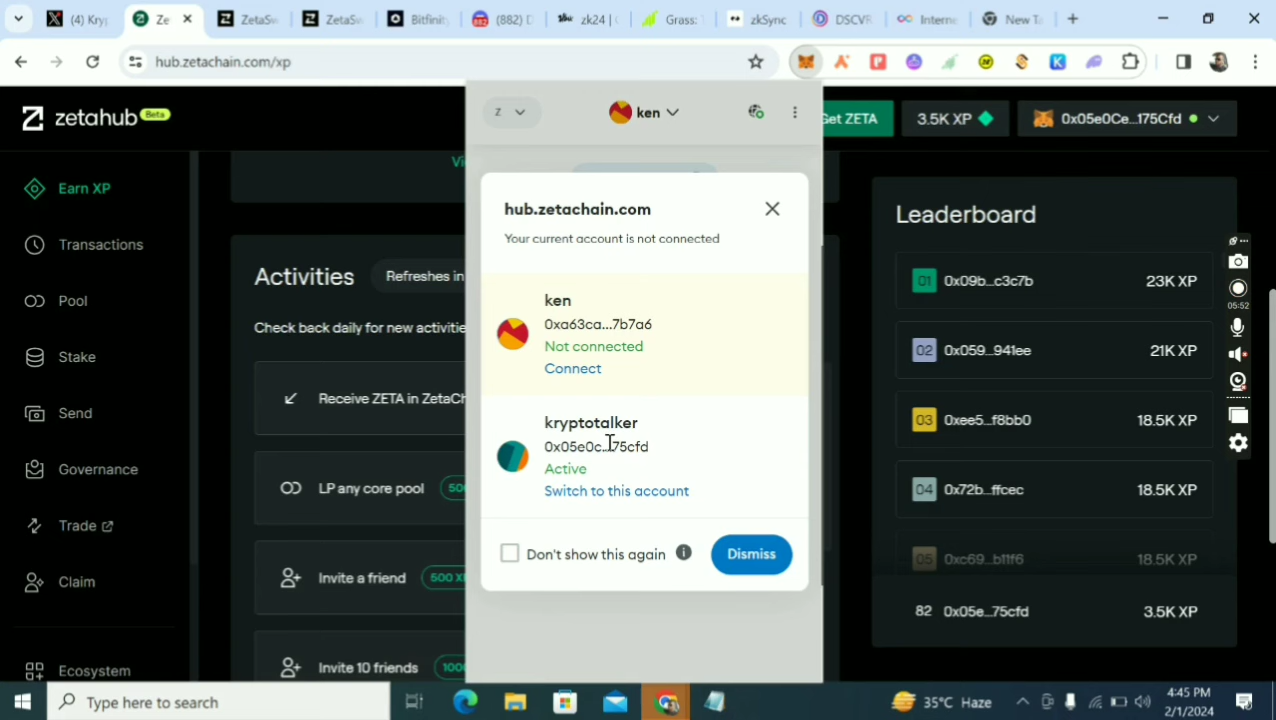 (4) Kryp
Ze
ZetaSw
ZetaSw
Bitfinity
(882) D
zk24 | (
Grass:
zkSync
DSCVR
Interne
New Ta
hub.zetachain.com/xp
zetahub Beta
Z
ken
Get ZETA
3.5K XP
0x05e0Ce...175Cfd
Earn XP
Transactions
Pool
Stake
Send
Governance
Trade
Claim
Ecosystem
Activities
Refreshes in
Check back daily for new activitie
Receive ZETA in ZetaCh
LP any core pool
500
Invite a friend
500 XP
Invite 10 friends
1000
hub.zetachain.com
Your current account is not connected
ken
0xa63ca...7b7a6
Not connected
Connect
kryptotalker
0x05e0c...75cfd
Active
Switch to this account
Don't show this again
Dismiss
Leaderboard
01 0x09b...c3c7b 23K XP
02 0x059...941ee 21K XP
03 0xee5...f8bb0 18.5K XP
04 0x72b...ffcec 18.5K XP
05 0xc69...b11f6 18.5K XP
82 0x05e...75cfd 3.5K XP
05:52
Type here to search
35°C Haze
4:45 PM
2/1/2024